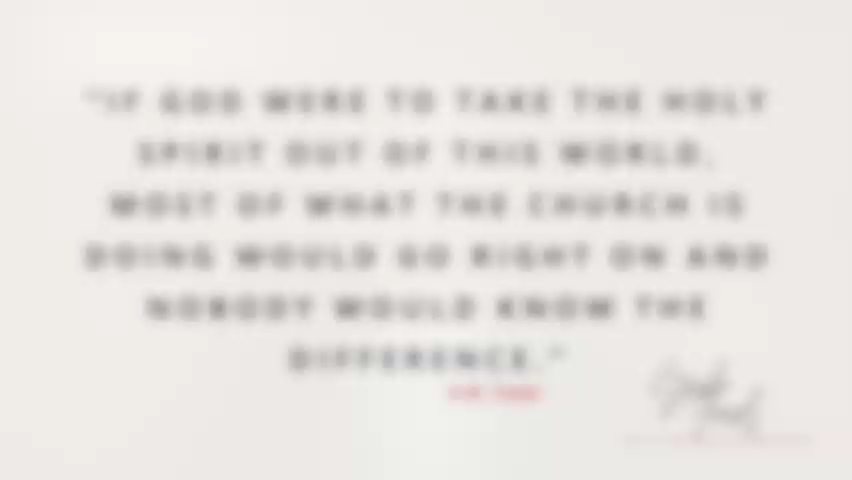 "IF GOD WERE TO TAKE THE HOLY
SPIRIT OUT OF THIS WORLD,
MOST OF WHAT THE CHURCH IS
DOING WOULD GO RIGHT ON AND
NOBODY WOULD KNOW THE
DIFFERENCE."